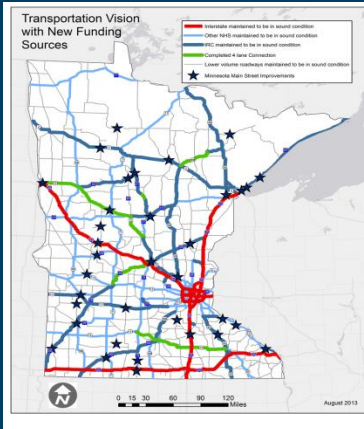 Transportation Vision
with New Funding
Sources
Interstate maintained to be in sound condition
Other NHS maintained to be in sound condition
IRC maintained to be in sound condition
Completed 4 lane Connection
Lower volume roadways maintained to be in sound condition
Minnesota Main Street Improvements
N
0 15 30 60 90 120
Miles
August 2013